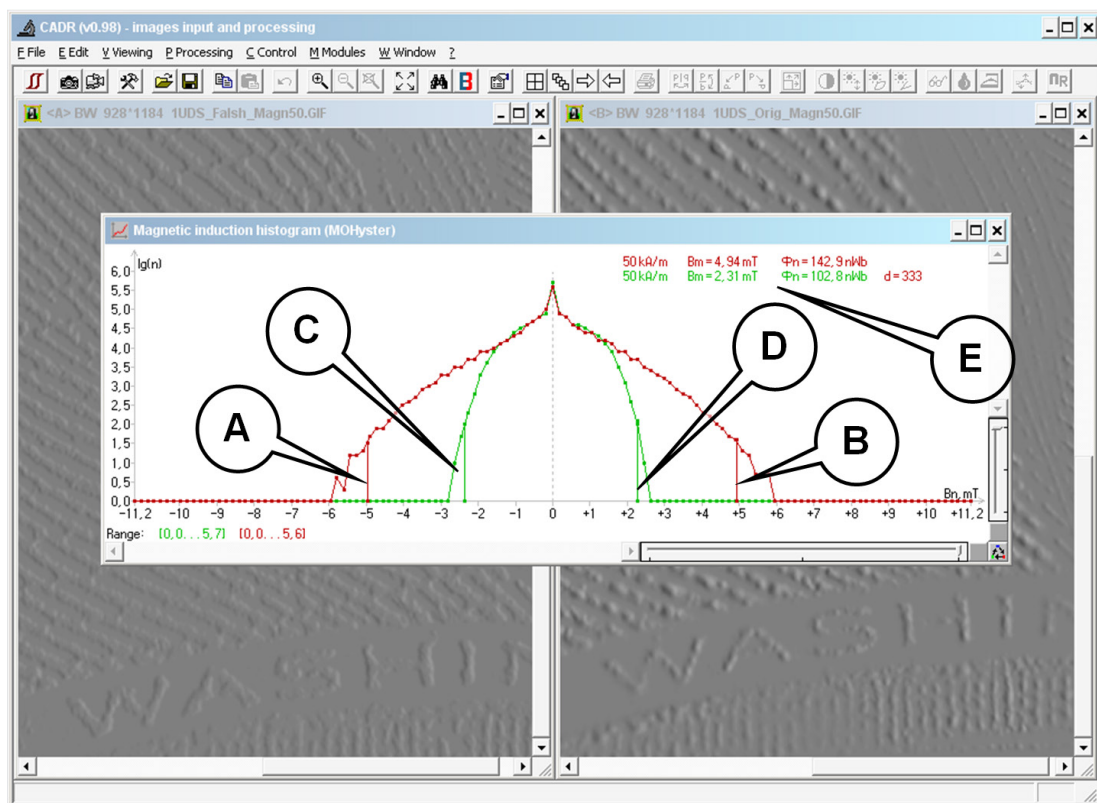 CADR (v0.98) - images input and processing
F File E Edit V Viewing P Processing C Control M Modules W Window ?
<A> BW 928*1184 1UDS_Falsh_Magn50.GIF
<B> BW 928*1184 1UDS_Orig_Magn50.GIF
Magnetic induction histogram (MOHyster)
lg(n)
50 kA/m Bm = 4,94 mT Φn = 142,9 nWb
50 kA/m Bm = 2,31 mT Φn = 102,8 nWb d = 333
6,0
5,5
5,0
4,5
4,0
3,5
3,0
2,5
2,0
1,5
1,0
0,5
0,0
C
D
E
A
B
Bn, mT
-11,2 -10 -9 -8 -7 -6 -5 -4 -3 -2 -1 0 +1 +2 +3 +4 +5 +6 +7 +8 +9 +10 +11,2
Range: [0,0...5,7] [0,0...5,6]
WASHIN
WASHIN